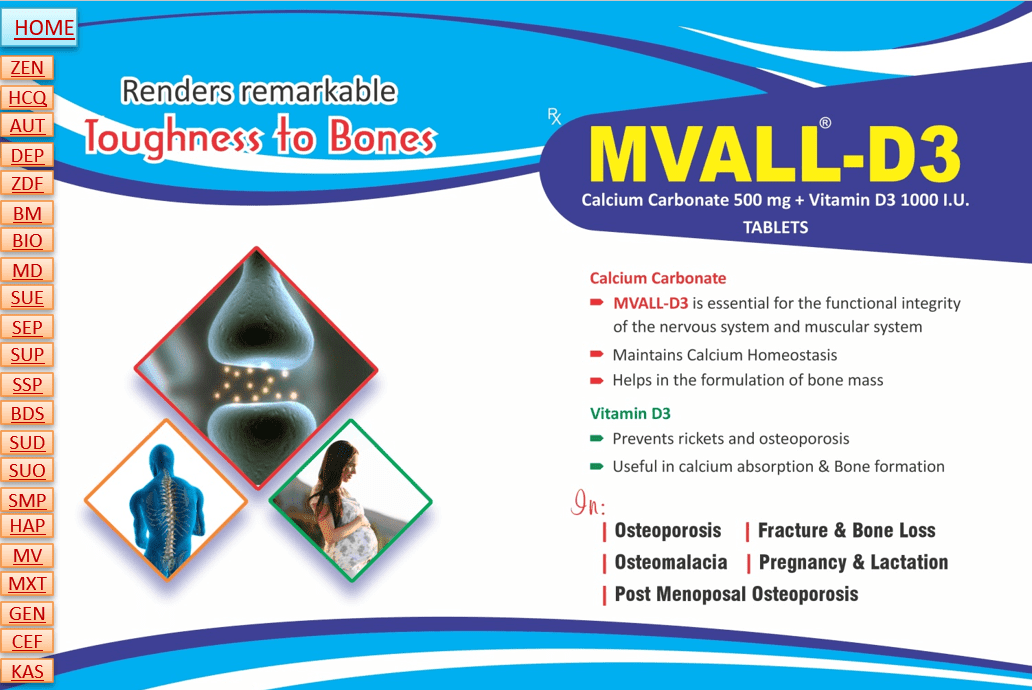 HOME
ZEN
HCQ
AUT
DEP
ZDF
BM
BIO
MD
SUE
SEP
SUP
SSP
BDS
SUD
SUO
SMP
HAP
MV
MXT
GEN
CEF
KAS
Renders remarkable
Toughness to Bones
Rx
MVALL®-D3
Calcium Carbonate 500 mg + Vitamin D3 1000 I.U.
TABLETS
Calcium Carbonate
MVALL-D3 is essential for the functional integrity
of the nervous system and muscular system
Maintains Calcium Homeostasis
Helps in the formulation of bone mass
Vitamin D3
Prevents rickets and osteoporosis
Useful in calcium absorption & Bone formation
In:
| Osteoporosis | Fracture & Bone Loss
| Osteomalacia | Pregnancy & Lactation
| Post Menoposal Osteoporosis